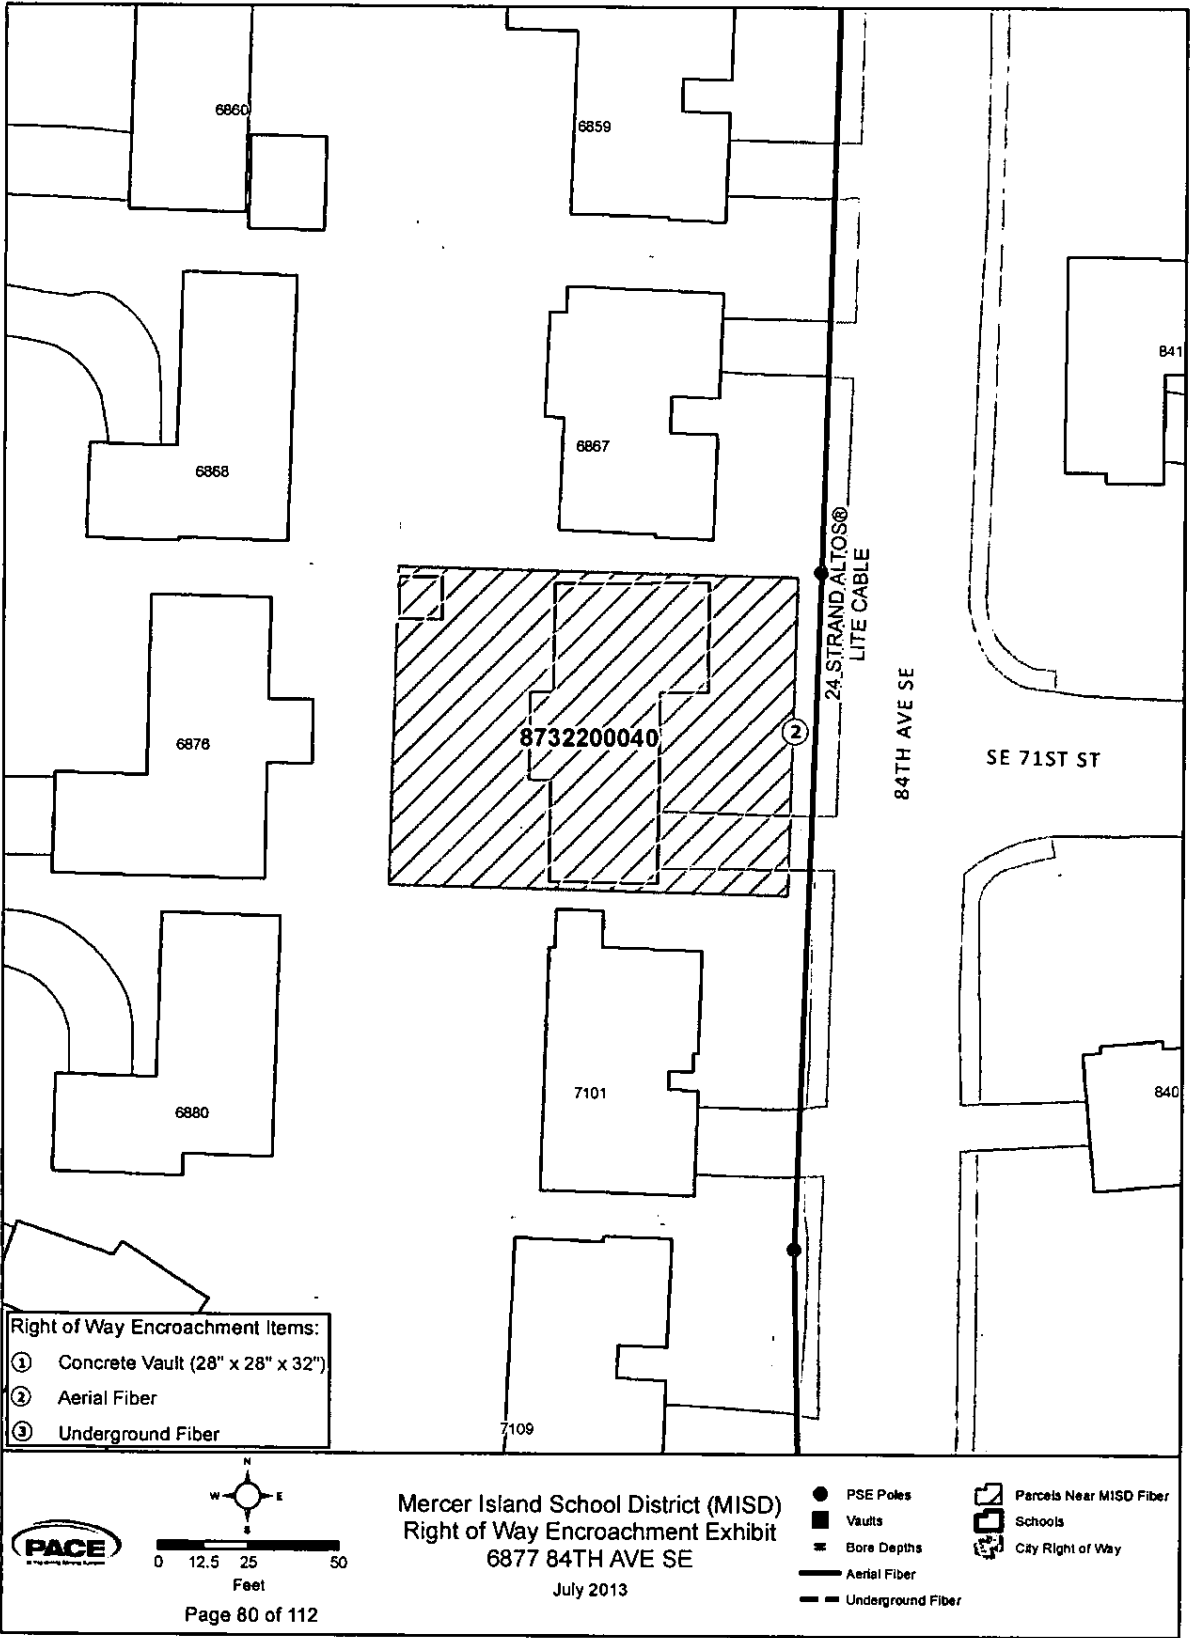 6860
6859
841
6867
6868
24 STRAND ALTOS®
LITE CABLE
84TH AVE SE
SE 71ST ST
8732200040
2
6876
7101
6880
840
7109
Right of Way Encroachment Items:
1 Concrete Vault (28" x 28" x 32")
2 Aerial Fiber
3 Underground Fiber
N
W E
S
PACE
0 12.5 25 50
Feet
Page 80 of 112
Mercer Island School District (MISD)
Right of Way Encroachment Exhibit
6877 84TH AVE SE
July 2013
PSE Poles
Vaults
Bore Depths
Aerial Fiber
Underground Fiber
Parcels Near MISD Fiber
Schools
City Right of Way